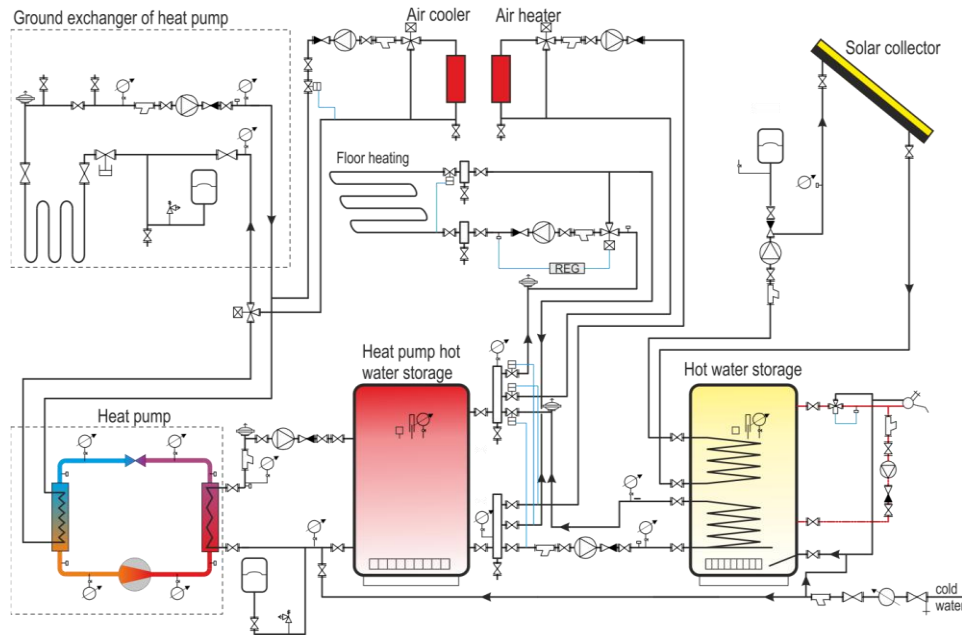 Ground exchanger of heat pump
Air cooler
Air heater
Solar collector
Floor heating
REG
Heat pump hot
water storage
Hot water storage
Heat pump
cold
water